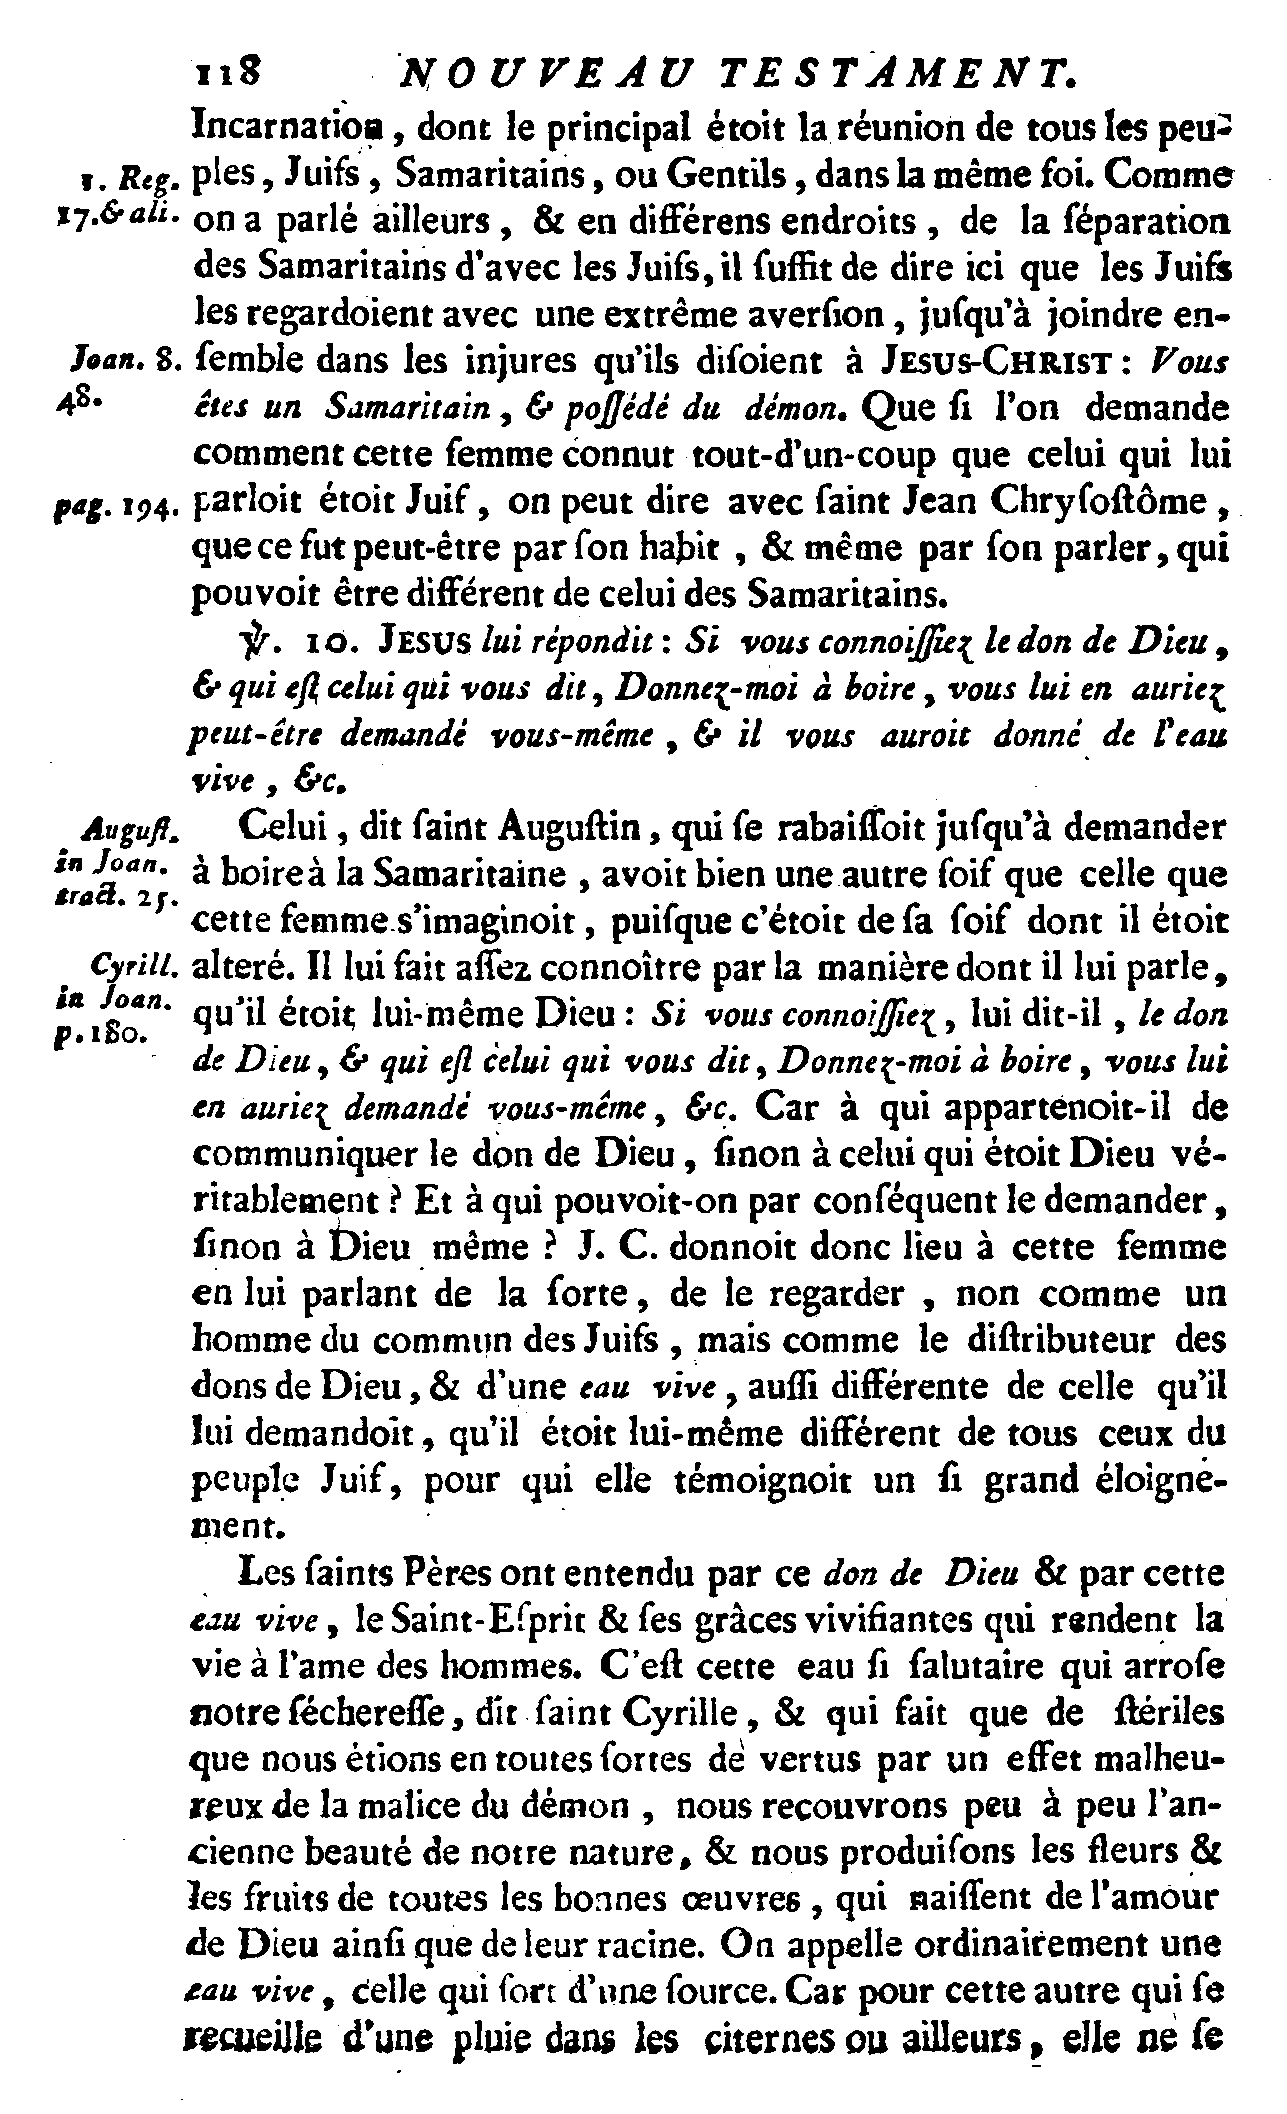 118 NOUVEAU TESTAMENT.
Incarnation, dont le principal étoit la réunion de tous les peu-
1. Reg. ples, Juifs, Samaritains, ou Gentils, dans la même foi. Comme
17.& ali. on a parlé ailleurs, & en différens endroits, de la ſéparation
des Samaritains d'avec les Juifs, il ſuffit de dire ici que les Juifs
les regardoient avec une extrême averſion, juſqu'à joindre en-
Joan. 8. ſemble dans les injures qu'ils diſoient à JESUS-CHRIST : Vous
48. êtes un Samaritain, & poſſédé du démon. Que ſi l'on demande
comment cette femme connut tout-d'un-coup que celui qui lui
pag. 194. parloit étoit Juif, on peut dire avec ſaint Jean Chryſoſtôme,
que ce fut peut-être par ſon habit, & même par ſon parler, qui
pouvoit être différent de celui des Samaritains.
℣. 10. JESUS lui répondit : Si vous connoiſſiez le don de Dieu,
& qui eſt celui qui vous dit, Donnez-moi à boire, vous lui en auriez
peut-être demandé vous-même, & il vous auroit donné de l'eau
vive, &c.
Auguſt. Celui, dit ſaint Auguſtin, qui ſe rabaiſſoit juſqu'à demander
in Joan. à boire à la Samaritaine, avoit bien une autre ſoif que celle que
tract. 25. cette femme s'imaginoit, puiſque c'étoit de ſa ſoif dont il étoit
Cyrill. alteré. Il lui fait aſſez connoître par la manière dont il lui parle,
in Joan. qu'il étoit lui-même Dieu : Si vous connoiſſiez, lui dit-il, le don
p. 180. de Dieu, & qui eſt celui qui vous dit, Donnez-moi à boire, vous lui
en auriez demandé vous-même, &c. Car à qui appartenoit-il de
communiquer le don de Dieu, ſinon à celui qui étoit Dieu vé-
ritablement ? Et à qui pouvoit-on par conſéquent le demander,
ſinon à Dieu même ? J. C. donnoit donc lieu à cette femme
en lui parlant de la ſorte, de le regarder, non comme un
homme du commun des Juifs, mais comme le diſtributeur des
dons de Dieu, & d'une eau vive, auſſi différente de celle qu'il
lui demandoit, qu'il étoit lui-même différent de tous ceux du
peuple Juif, pour qui elle témoignoit un ſi grand éloigne-
ment.
Les ſaints Pères ont entendu par ce don de Dieu & par cette
eau vive, le Saint-Eſprit & ſes grâces vivifiantes qui rendent la
vie à l'ame des hommes. C'eſt cette eau ſi ſalutaire qui arroſe
notre ſéchereſſe, dit ſaint Cyrille, & qui fait que de ſtériles
que nous étions en toutes ſortes de vertus par un effet malheu-
reux de la malice du démon, nous recouvrons peu à peu l'an-
cienne beauté de notre nature, & nous produiſons les fleurs &
les fruits de toutes les bonnes œuvres, qui naiſſent de l'amour
de Dieu ainſi que de leur racine. On appelle ordinairement une
eau vive, celle qui ſort d'une ſource. Car pour cette autre qui ſe
recueille d'une pluie dans les citernes ou ailleurs, elle ne ſe